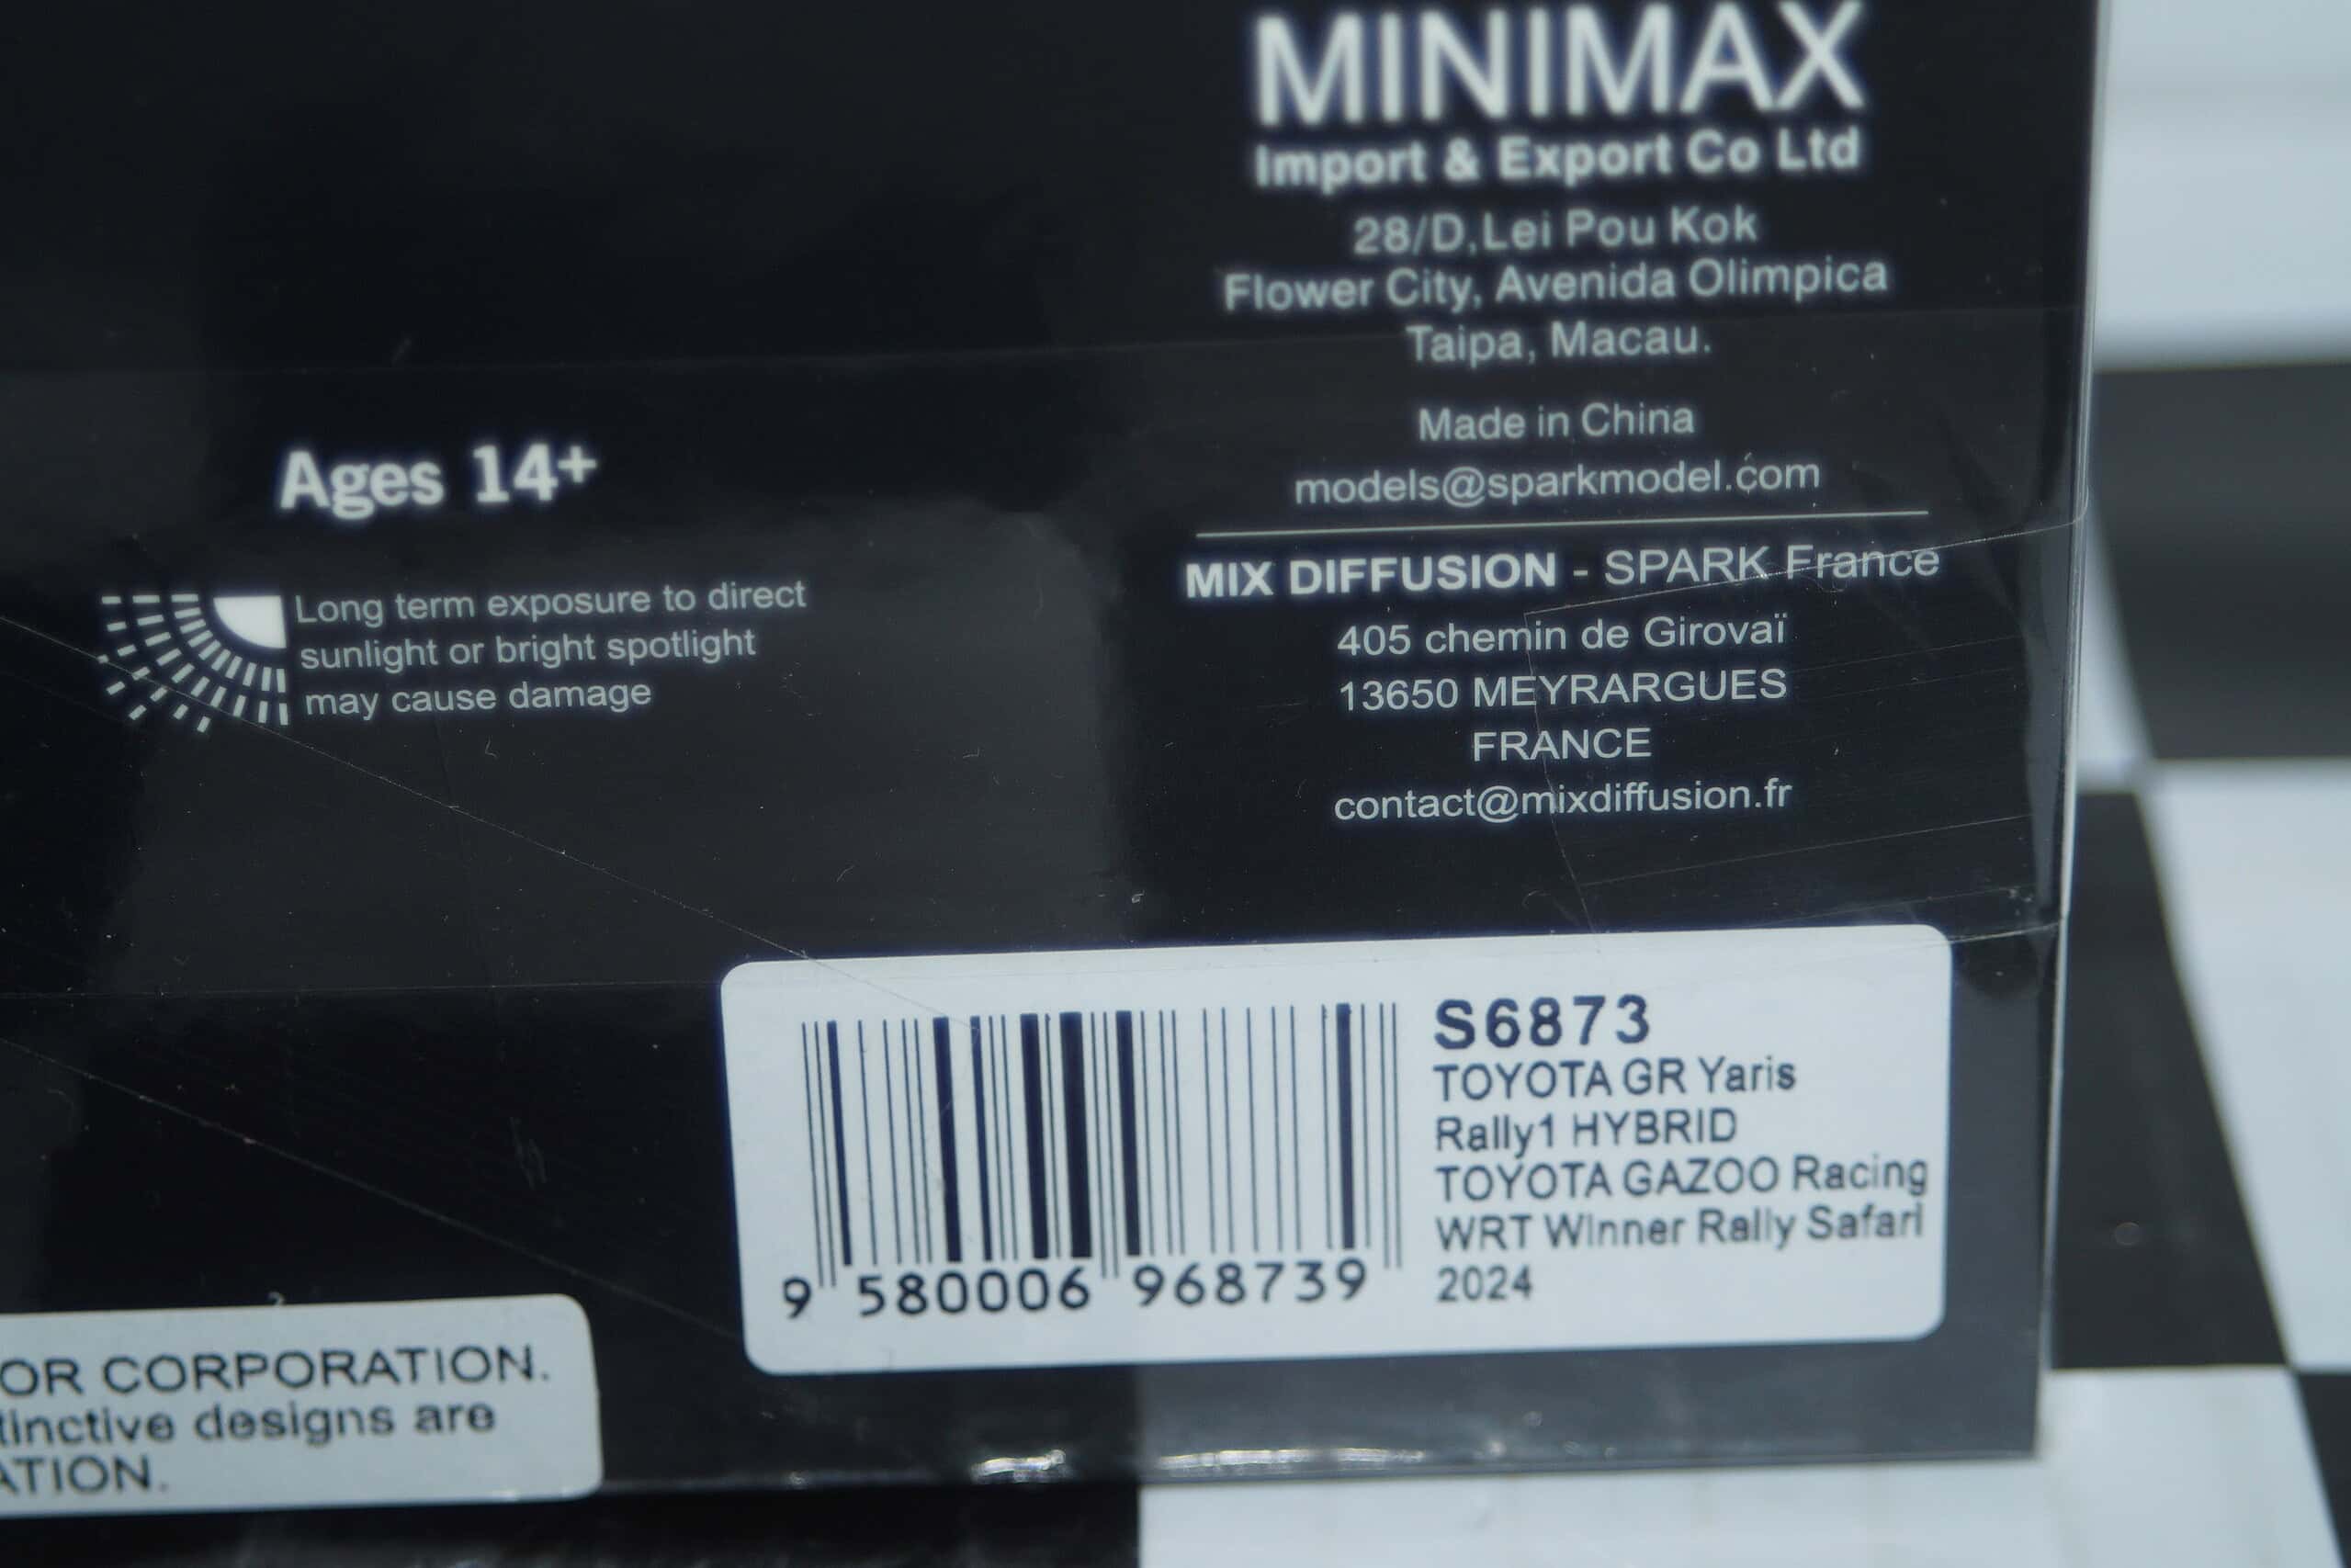 MINIMAX
Import & Export Co Ltd
28/D,Lei Pou Kok
Flower City, Avenida Olimpica
Taipa, Macau.
Made in China
models@sparkmodel.com
MIX DIFFUSION - SPARK France
405 chemin de Girovaï
13650 MEYRARGUES
FRANCE
contact@mixdiffusion.fr
Ages 14+
Long term exposure to direct
sunlight or bright spotlight
may cause damage
S6873
TOYOTA GR Yaris
Rally1 HYBRID
TOYOTA GAZOO Racing
WRT Winner Rally Safari
2024
9 580006 968739
OR CORPORATION.
tinctive designs are
ATION.